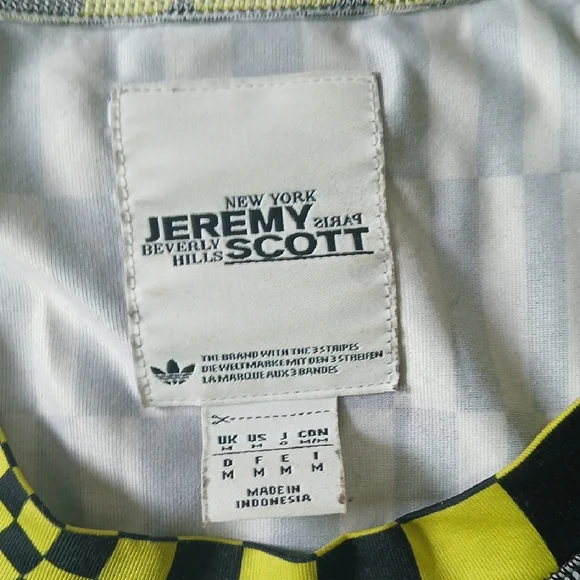 NEW YORK
JEREMY PARIS
BEVERLY
HILLS SCOTT
THE BRAND WITH THE 3 STRIPES
DIE WELTMARKE MIT DEN 3 STREIFEN
LA MARQUE AUX 3 BANDES
UK US J CDN
M M O M/M
D F E I
M M M M
MADE IN
INDONESIA